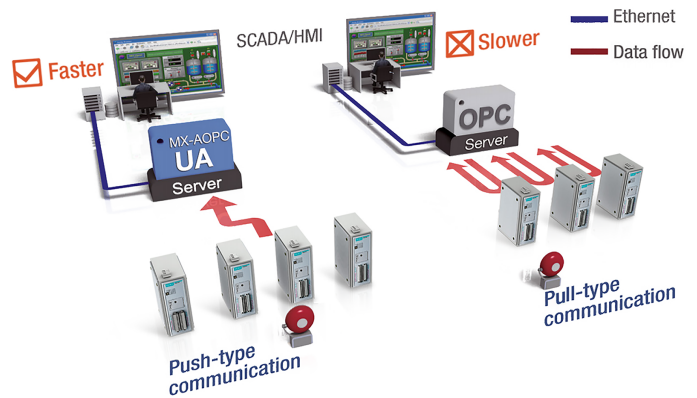 Ethernet
SCADA/HMI
Slower
Data flow
Faster
MX-AOPC
UA
Server
OPC
Server
Push-type
communication
Pull-type
communication